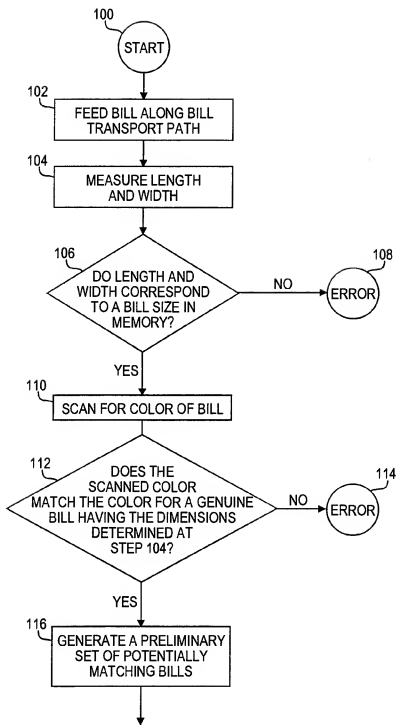 100
START
102
FEED BILL ALONG BILL
TRANSPORT PATH
104
MEASURE LENGTH
AND WIDTH
106
DO LENGTH AND
WIDTH CORRESPOND
TO A BILL SIZE IN
MEMORY?
NO
108
ERROR
YES
110
SCAN FOR COLOR OF BILL
112
DOES THE
SCANNED COLOR
MATCH THE COLOR FOR A GENUINE
BILL HAVING THE DIMENSIONS
DETERMINED AT
STEP 104?
NO
114
ERROR
YES
116
GENERATE A PRELIMINARY
SET OF POTENTIALLY
MATCHING BILLS